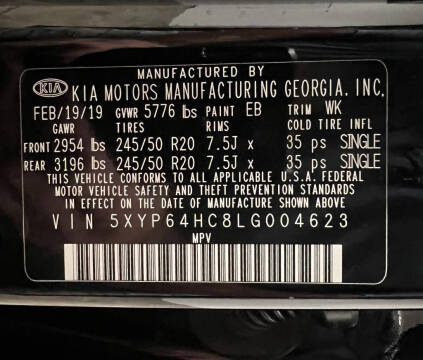 MANUFACTURED BY
KIA KIA MOTORS MANUFACTURING GEORGIA. INC.
FEB/19/19 GVWR 5776 lbs PAINT EB TRIM WK
GAWR TIRES RIMS COLD TIRE INFL
FRONT 2954 lbs 245/50 R20 7.5J x 35 ps SINGLE
REAR 3196 lbs 245/50 R20 7.5J x 35 ps SINGLE
THIS VEHICLE CONFORMS TO ALL APPLICABLE U.S.A. FEDERAL
MOTOR VEHICLE SAFETY AND THEFT PREVENTION STANDARDS
IN EFFECT ON THE DATE OF MANUFACTURE SHOWN ABOVE.
VIN 5XYP64HC8LG004623
MPV